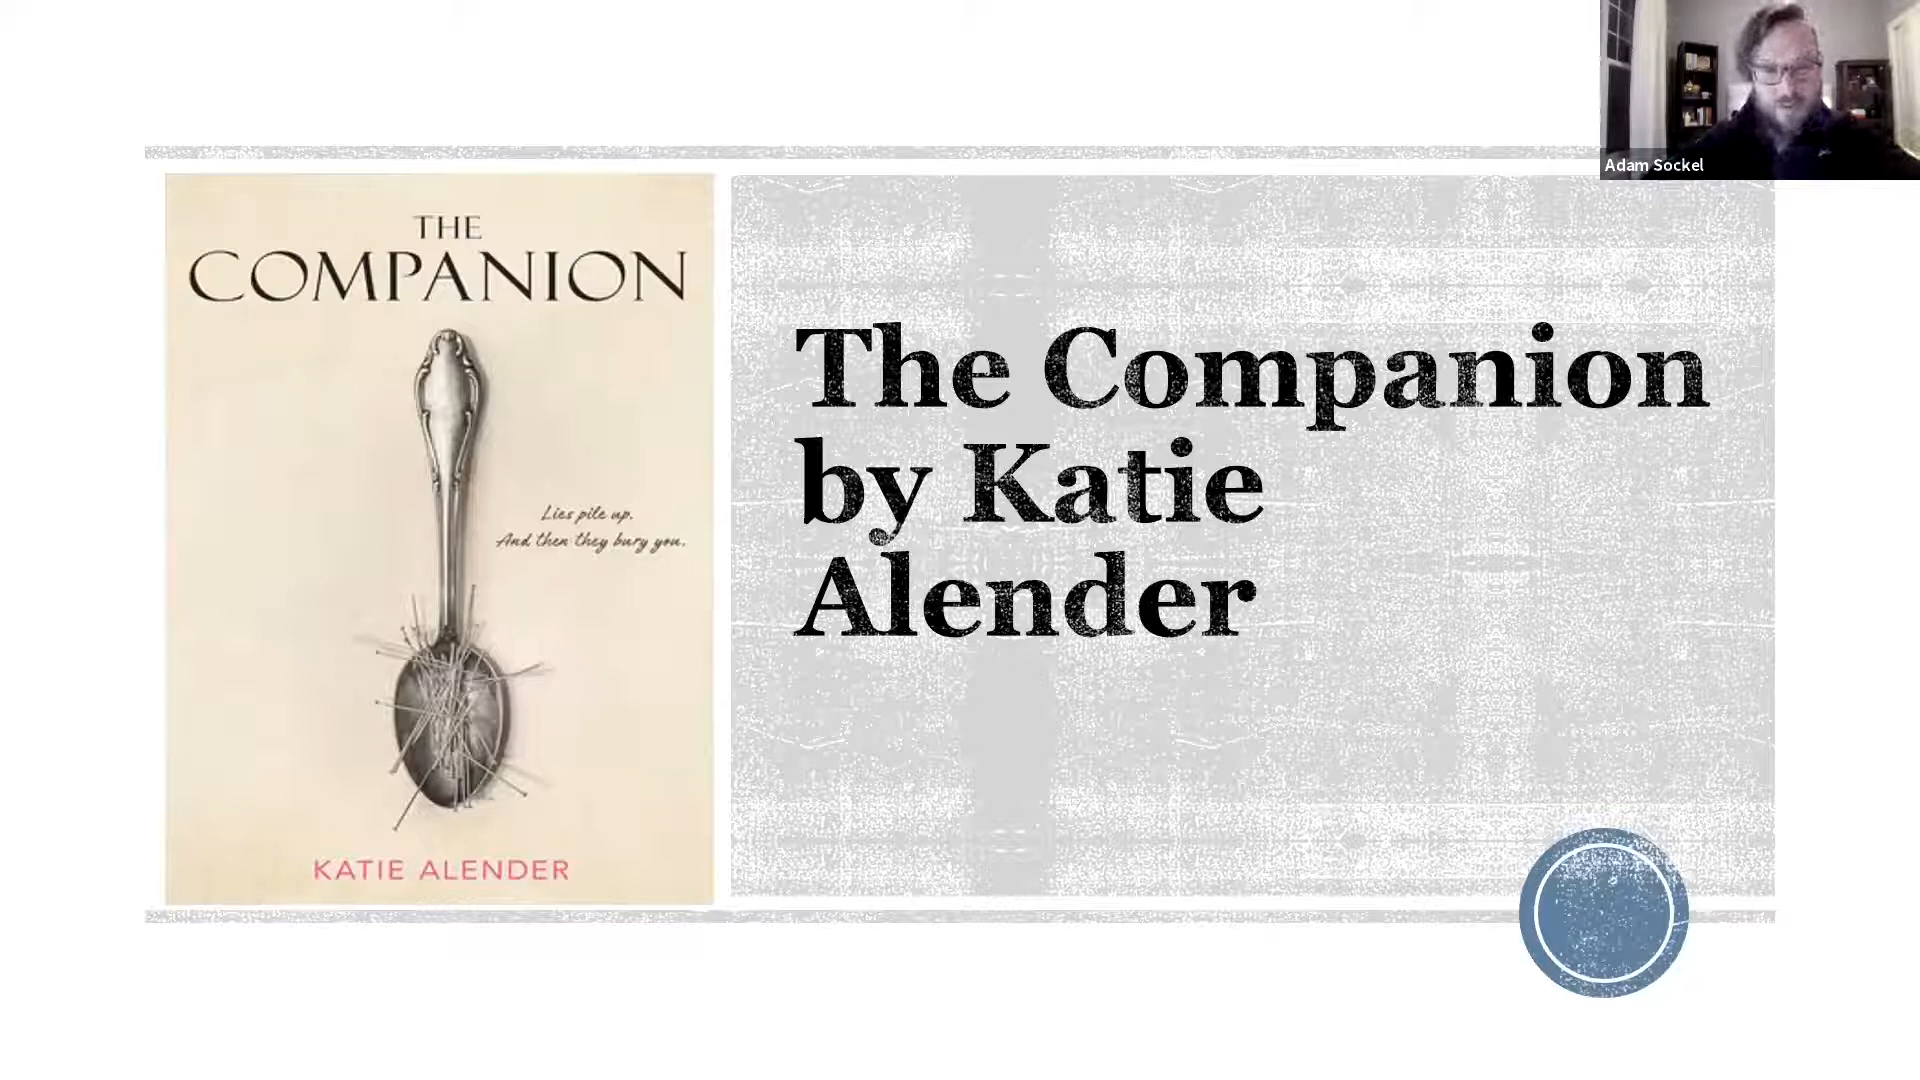 Adam Sockel
THE
COMPANION
Lies pile up.
And then they bury you.
KATIE ALENDER
The Companion
by Katie
Alender